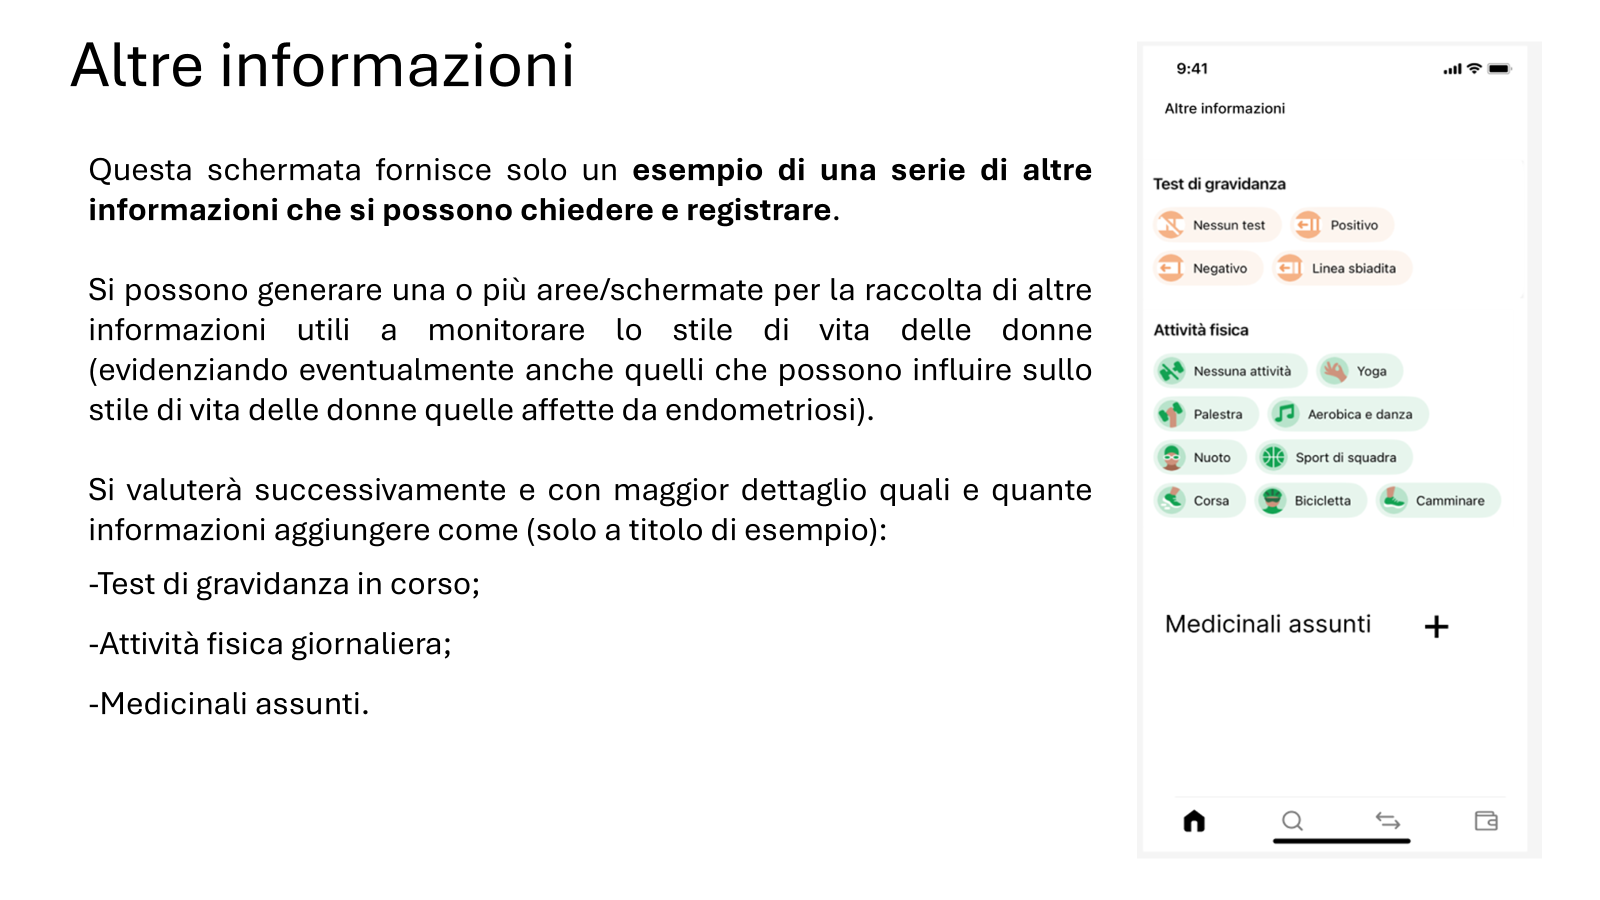 Altre informazioni
Questa schermata fornisce solo un esempio di una serie di altre
informazioni che si possono chiedere e registrare.
Si possono generare una o più aree/schermate per la raccolta di altre
informazioni utili a monitorare lo stile di vita delle donne
(evidenziando eventualmente anche quelli che possono influire sullo
stile di vita delle donne quelle affette da endometriosi).
Si valuterà successivamente e con maggior dettaglio quali e quante
informazioni aggiungere come (solo a titolo di esempio):
-Test di gravidanza in corso;
-Attività fisica giornaliera;
-Medicinali assunti.
9:41
Altre informazioni
Test di gravidanza
Nessun test Positivo
Negativo Linea sbiadita
Attività fisica
Nessuna attività Yoga
Palestra Aerobica e danza
Nuoto Sport di squadra
Corsa Bicicletta Camminare
Medicinali assunti +